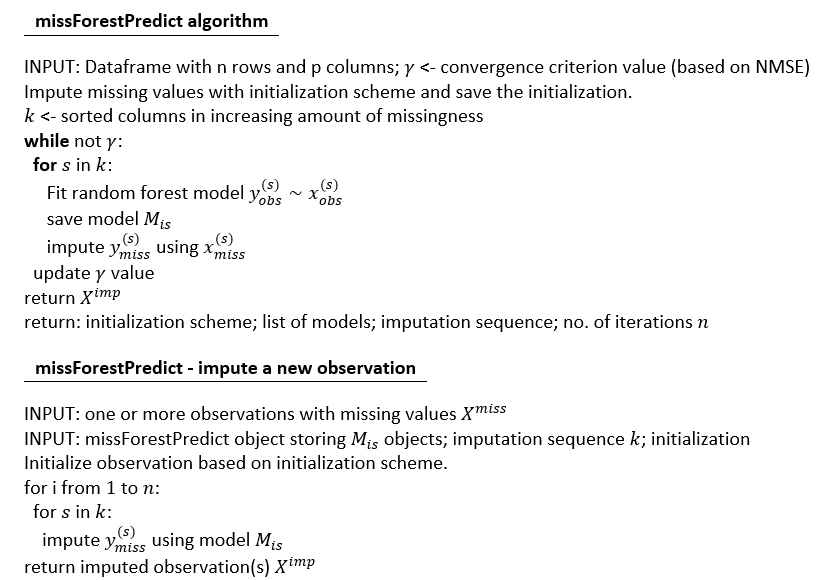 missForestPredict algorithm
INPUT: Dataframe with n rows and p columns; γ <- convergence criterion value (based on NMSE)
Impute missing values with initialization scheme and save the initialization.
k <- sorted columns in increasing amount of missingness
while not γ:
for s in k:
Fit random forest model y_{obs}^{(s)} ~ x_{obs}^{(s)}
save model M_{is}
impute y_{miss}^{(s)} using x_{miss}^{(s)}
update γ value
return X^{imp}
return: initialization scheme; list of models; imputation sequence; no. of iterations n
missForestPredict - impute a new observation
INPUT: one or more observations with missing values X^{miss}
INPUT: missForestPredict object storing M_{is} objects; imputation sequence k; initialization
Initialize observation based on initialization scheme.
for i from 1 to n:
for s in k:
impute y_{miss}^{(s)} using model M_{is}
return imputed observation(s) X^{imp}